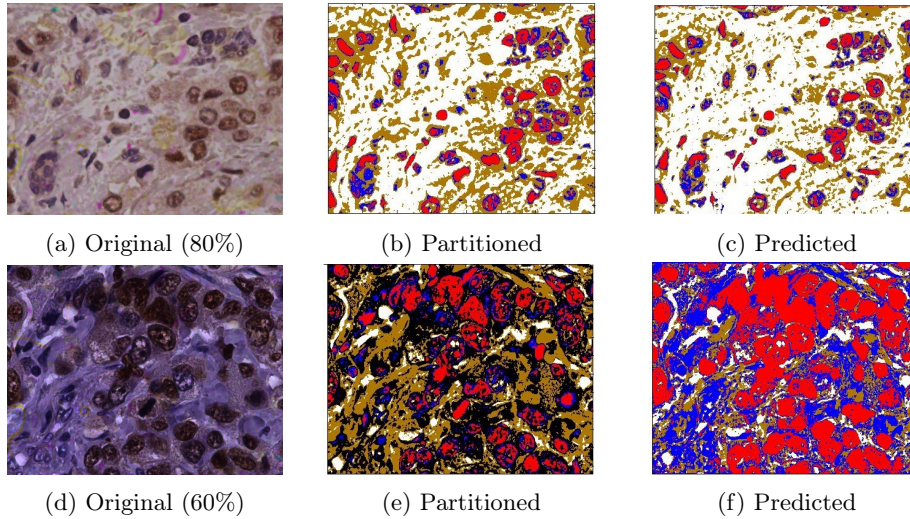 (a) Original (80%) (b) Partitioned (c) Predicted
(d) Original (60%) (e) Partitioned (f) Predicted